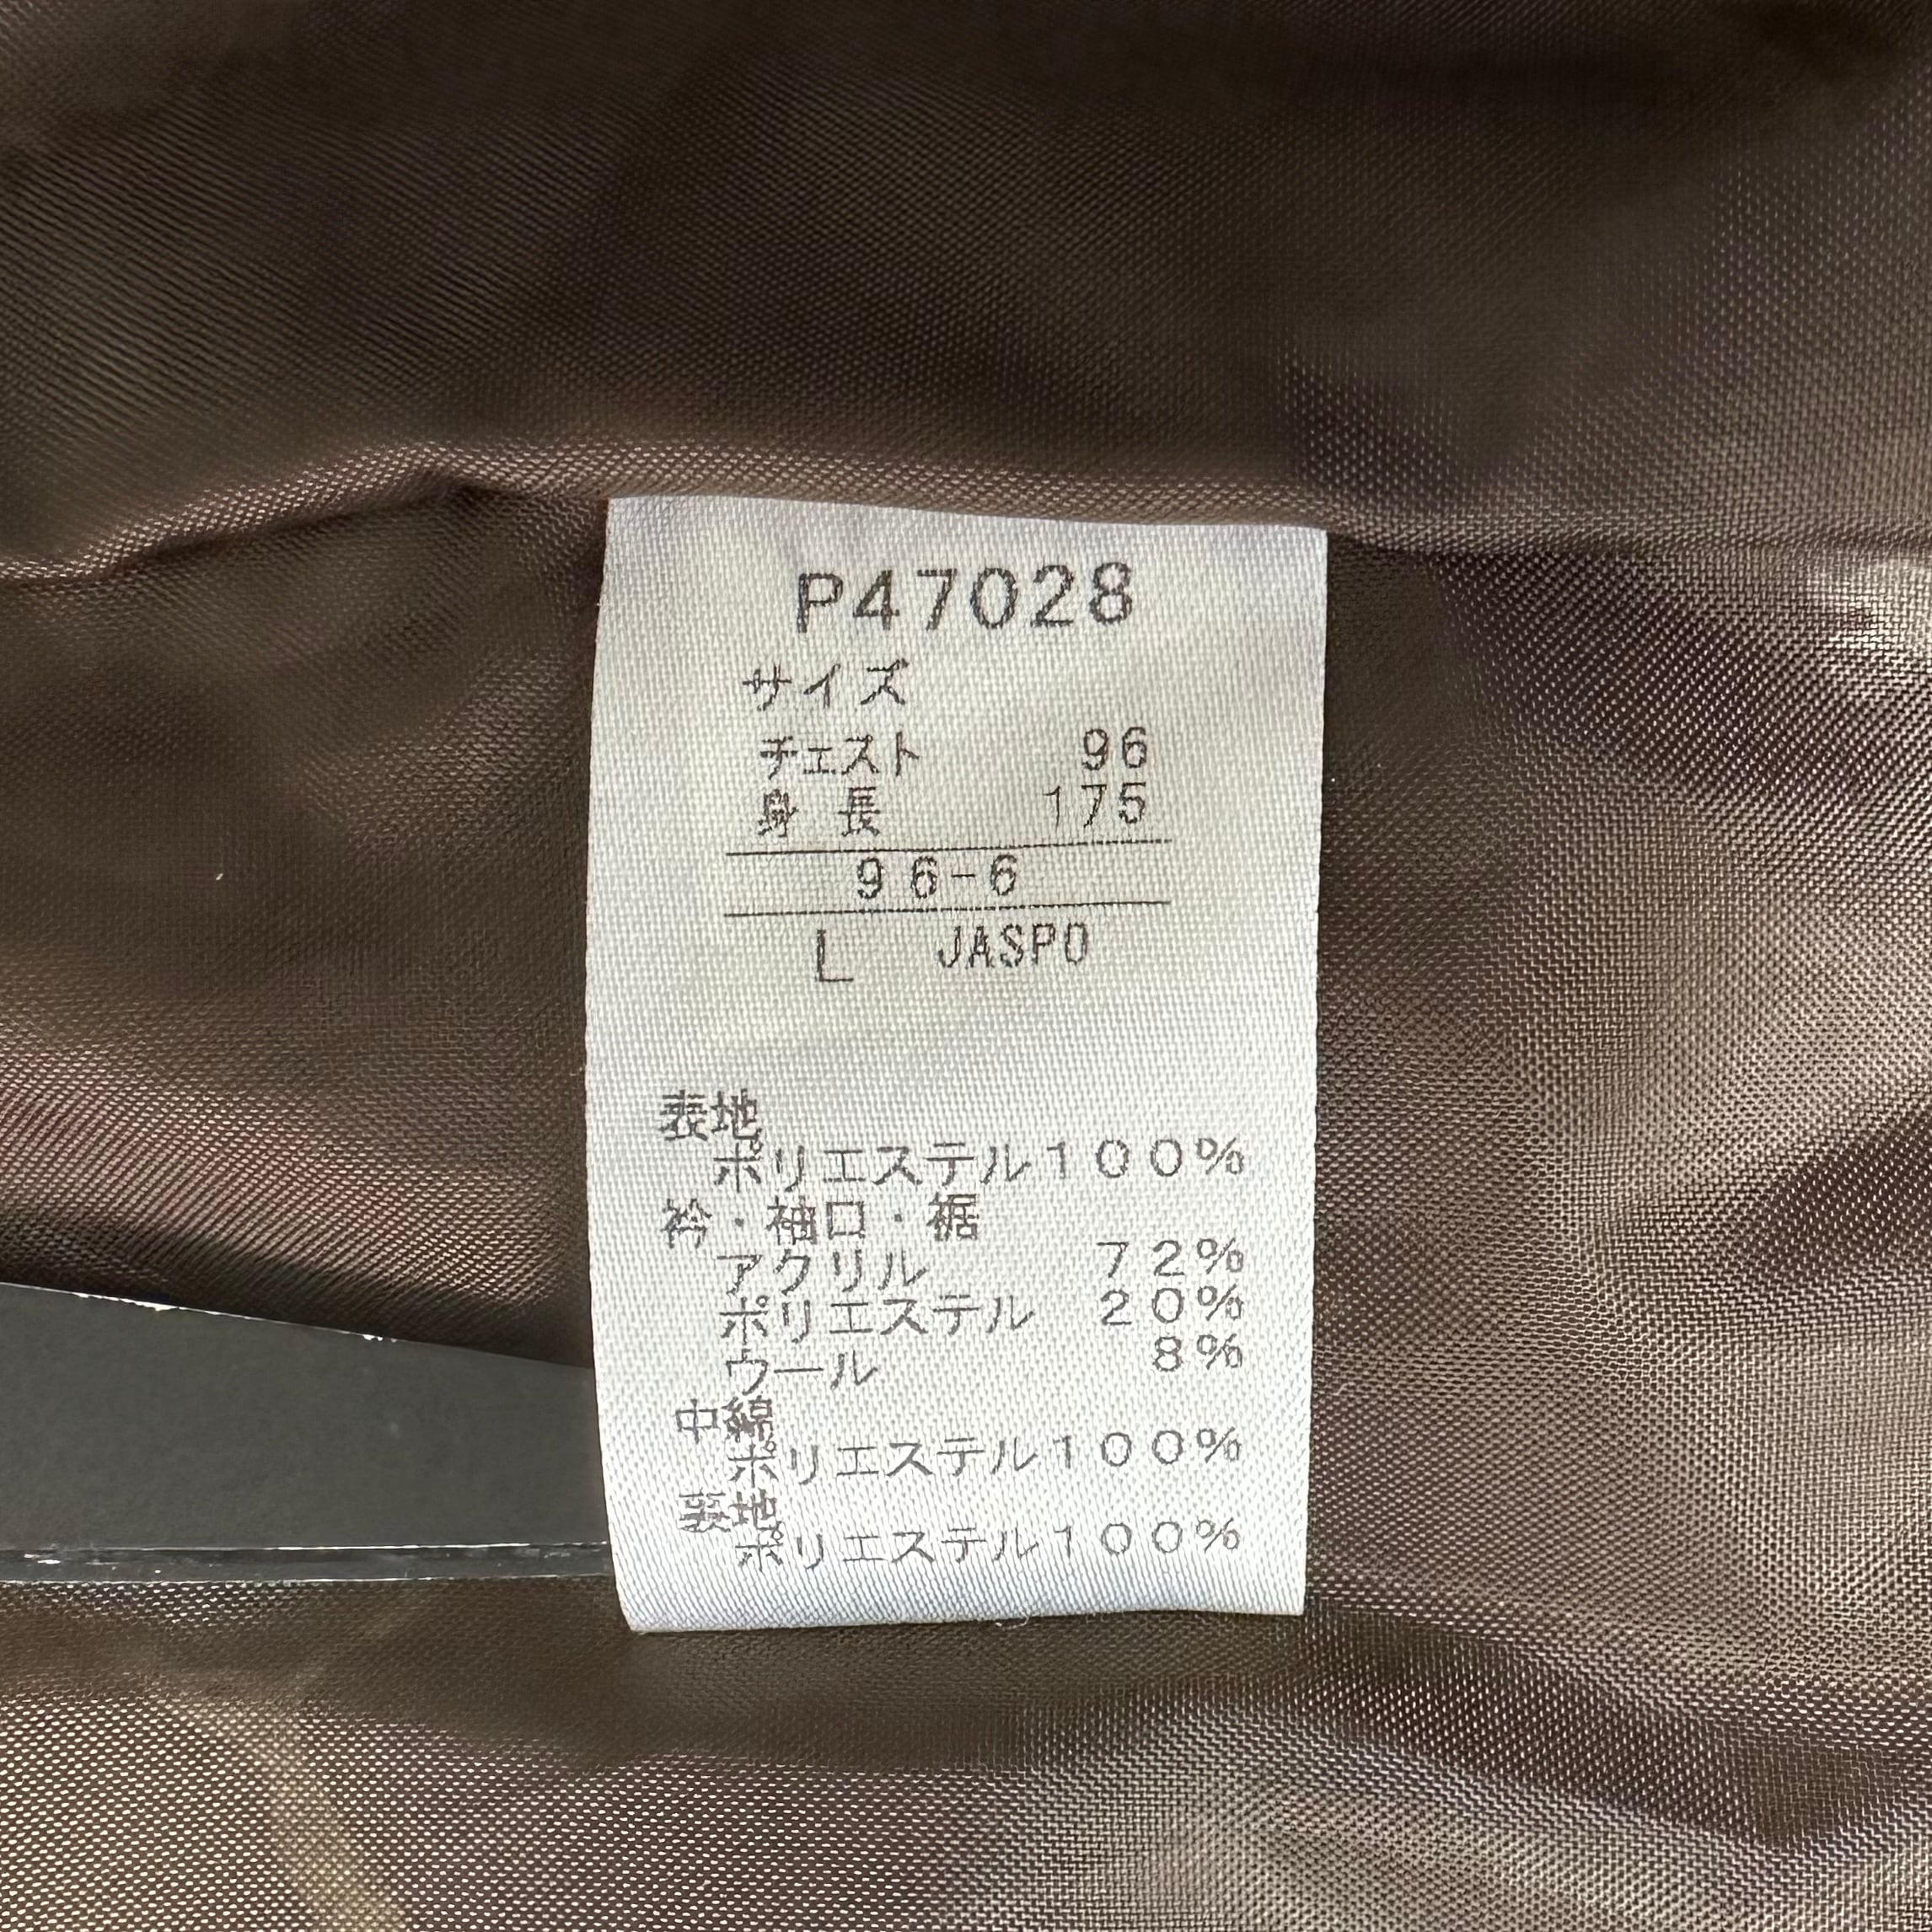 P47028
サイズ
チェスト 96
身長 175
96-6
L JASPO
表地
ポリエステル100%
衿・袖口・裾
アクリル 72%
ポリエステル 20%
ウール 8%
中綿
ポリエステル100%
裏地
ポリエステル100%